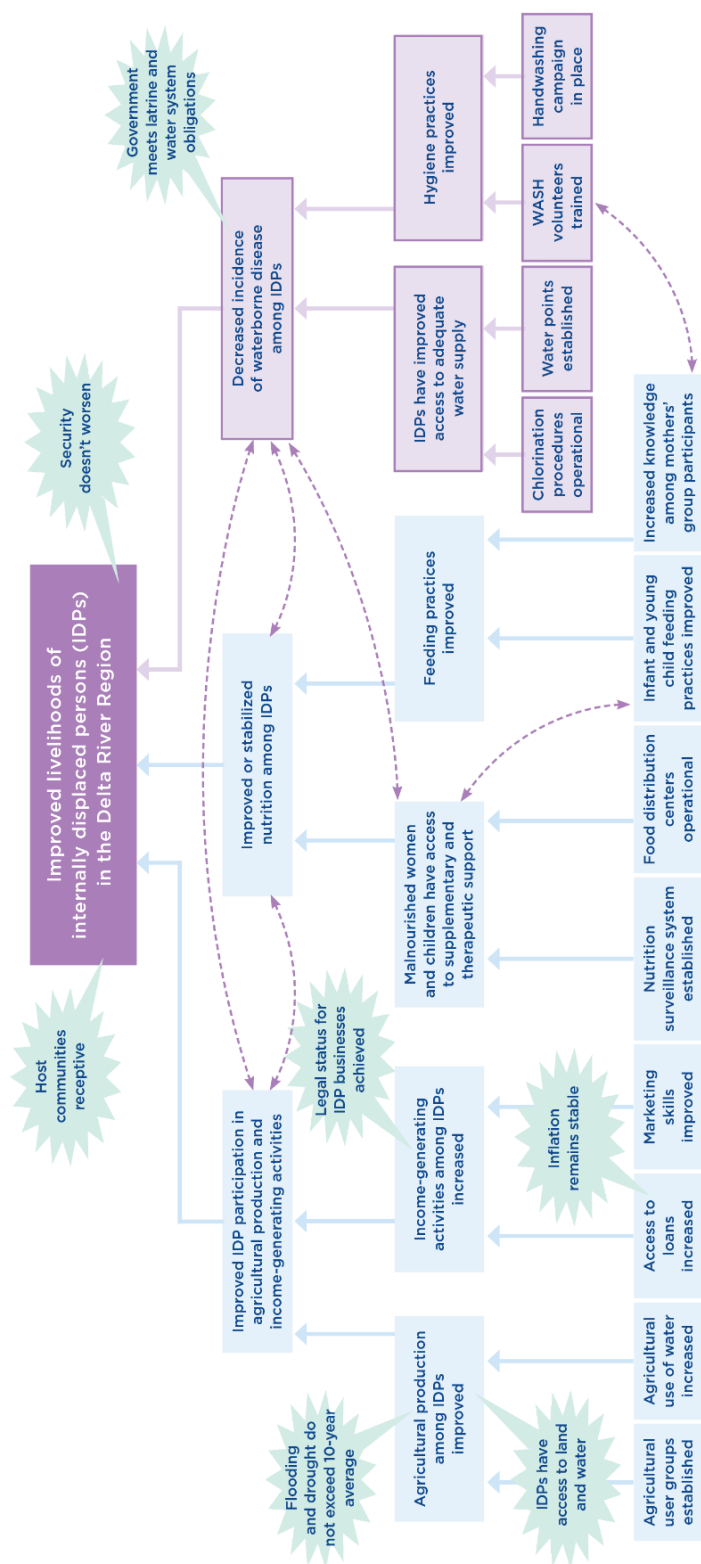 Improved livelihoods of
internally displaced persons (IDPs)
in the Delta River Region
Host
communities
receptive
Security
doesn't worsen
Government
meets latrine and
water system
obligations
Improved IDP participation in
agricultural production and
income-generating activities
Improved or stabilized
nutrition among IDPs
Decreased incidence
of waterborne disease
among IDPs
Flooding
and drought do
not exceed 10-year
average
Legal status for
IDP businesses
achieved
Agricultural production
among IDPs
improved
Income-generating
activities among IDPs
increased
Malnourished women
and children have access
to supplementary and
therapeutic support
Feeding practices
improved
IDPs have improved
access to adequate
water supply
Hygiene practices
improved
IDPs have
access to land
and water
Inflation
remains stable
Chlorination
procedures
operational
Water points
established
WASH
volunteers
trained
Handwashing
campaign
in place
Agricultural
user groups
established
Agricultural
use of water
increased
Access to
loans
increased
Marketing
skills
improved
Nutrition
surveillance system
established
Food distribution
centers
operational
Infant and young
child feeding
practices improved
Increased knowledge
among mothers'
group participants